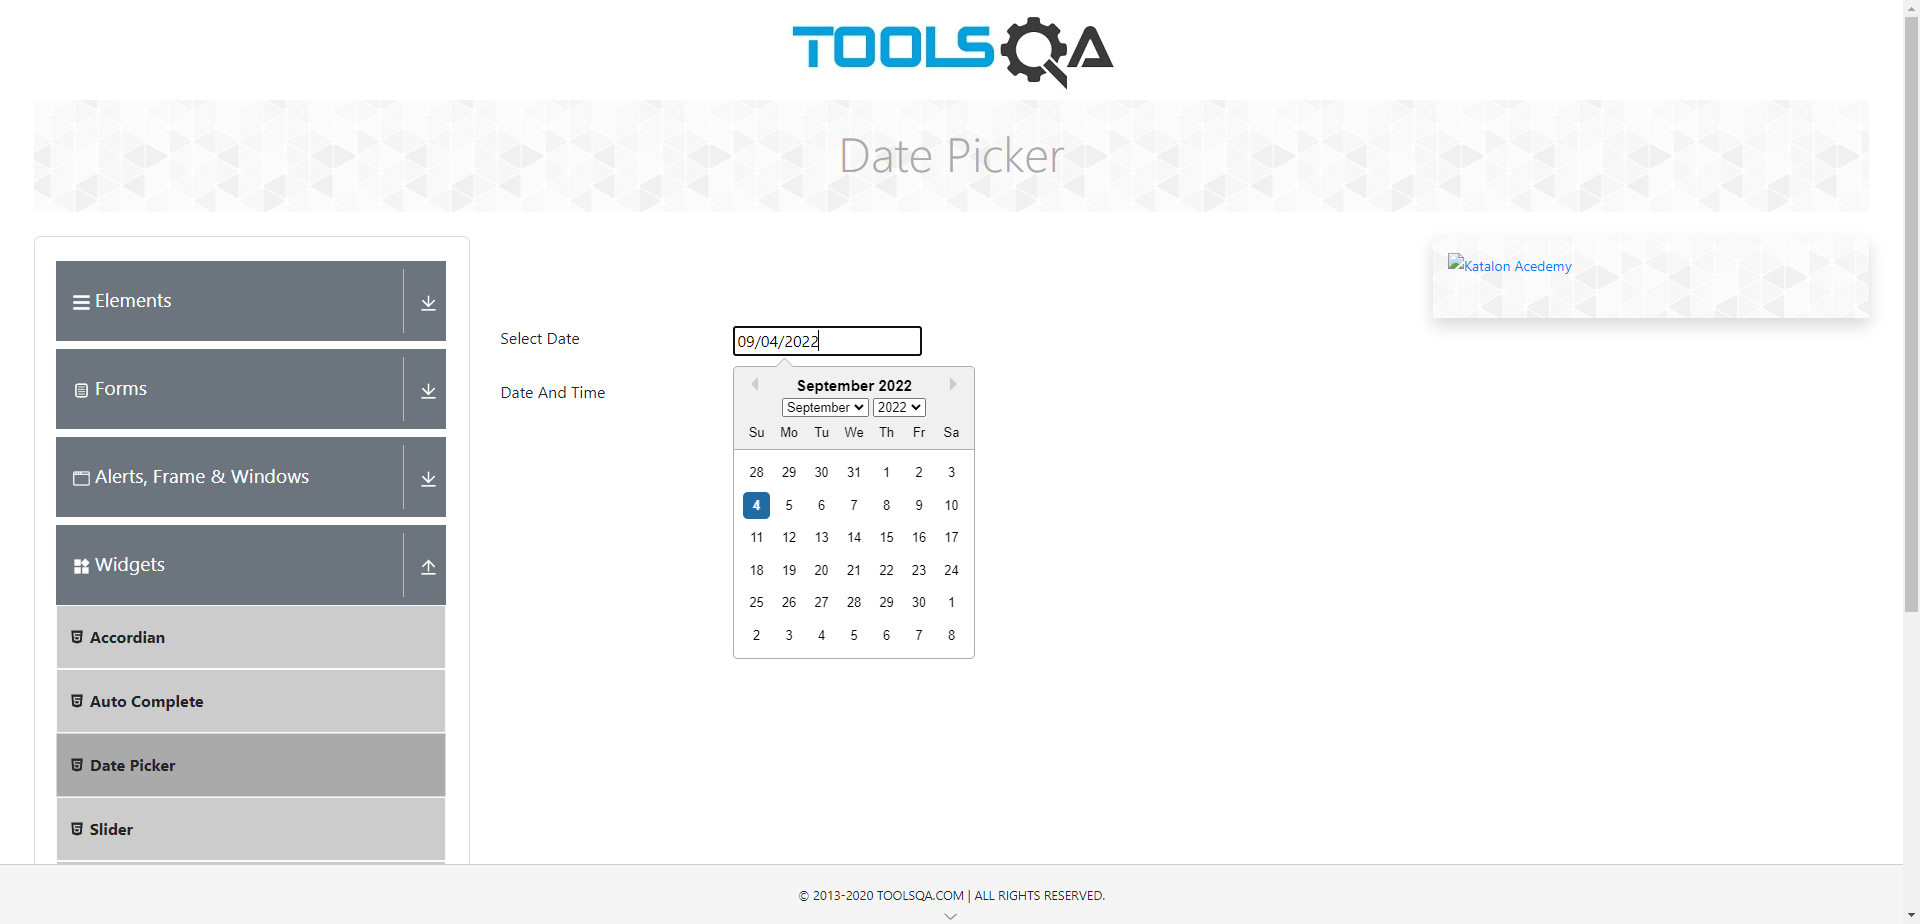 TOOLSQA
Date Picker
Elements
Forms
Alerts, Frame & Windows
Widgets
Accordian
Auto Complete
Date Picker
Slider
Select Date
09/04/2022
Date And Time
September 2022
September 2022
Su Mo Tu We Th Fr Sa
28 29 30 31 1 2 3
4 5 6 7 8 9 10
11 12 13 14 15 16 17
18 19 20 21 22 23 24
25 26 27 28 29 30 1
2 3 4 5 6 7 8
Katalon Acedemy
© 2013-2020 TOOLSQA.COM | ALL RIGHTS RESERVED.